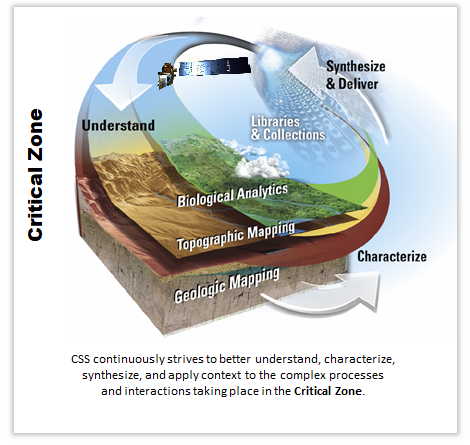 Critical Zone
Synthesize
& Deliver
Understand
Libraries
& Collections
Biological Analytics
Topographic Mapping
Characterize
Geologic Mapping
CSS continuously strives to better understand, characterize,
synthesize, and apply context to the complex processes
and interactions taking place in the Critical Zone.